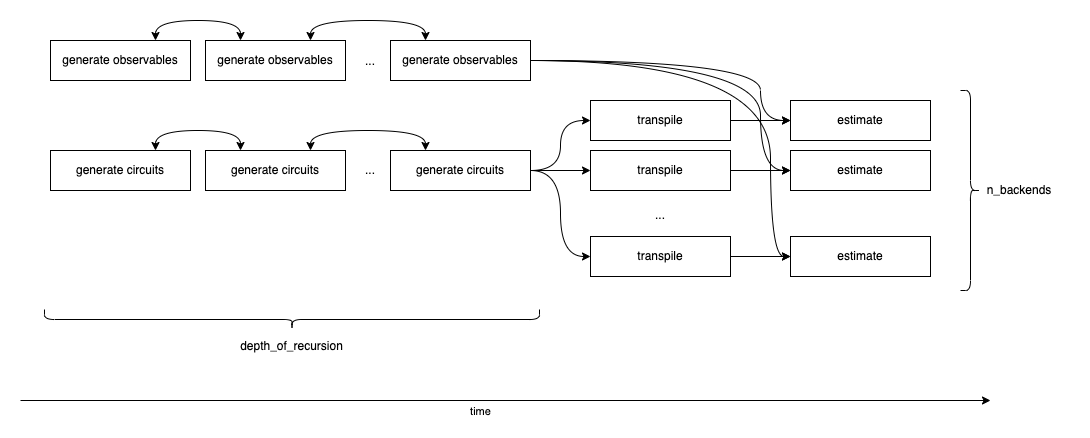 generate observables
generate observables
...
generate observables
transpile
estimate
generate circuits
generate circuits
...
generate circuits
transpile
estimate
n_backends
...
transpile
estimate
depth_of_recursion
time